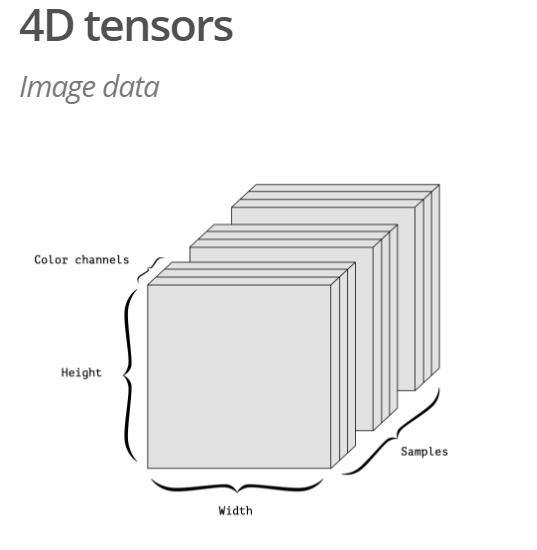 4D tensors
Image data
Color channels
Height
Samples
Width